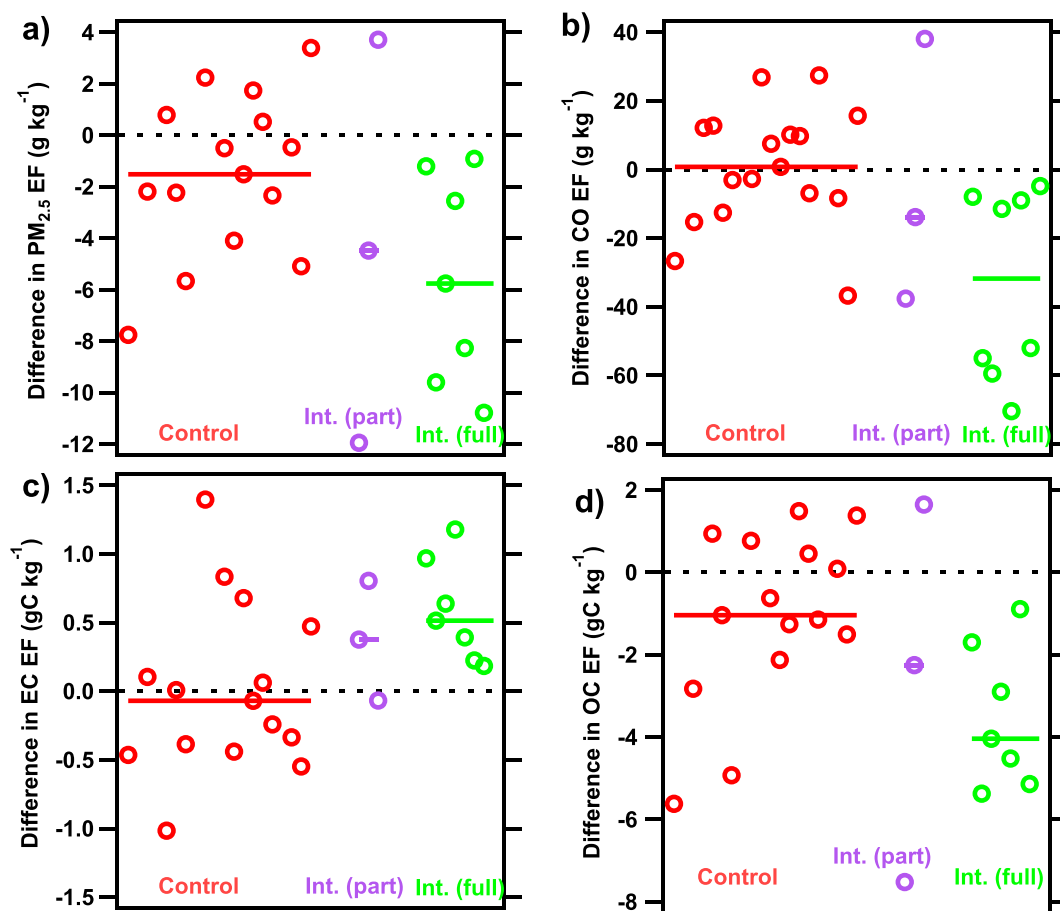 a)
Difference in PM2.5 EF (g kg-1)
4
2
0
-2
-4
-6
-8
-10
-12
Control
Int. (part)
Int. (full)
b)
Difference in CO EF (g kg-1)
40
20
0
-20
-40
-60
-80
Control
Int. (part)
Int. (full)
c)
Difference in EC EF (gC kg-1)
1.5
1.0
0.5
0.0
-0.5
-1.0
-1.5
Control
Int. (part)
Int. (full)
d)
Difference in OC EF (gC kg-1)
2
0
-2
-4
-6
-8
Control
Int. (part)
Int. (full)